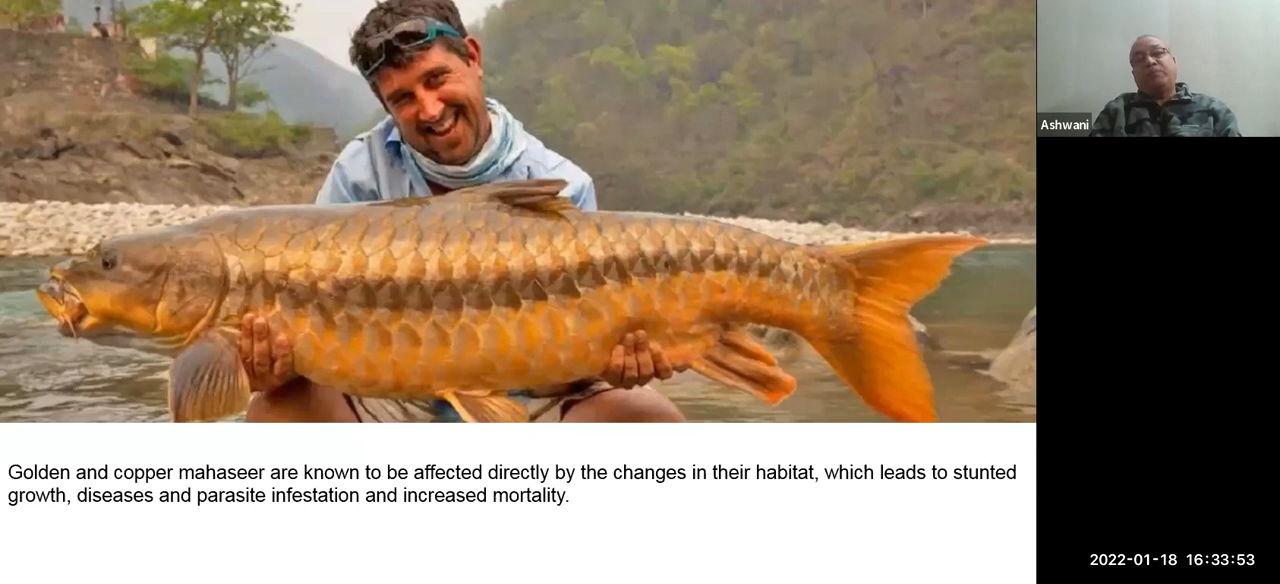 Ashwani
Golden and copper mahaseer are known to be affected directly by the changes in their habitat, which leads to stunted
growth, diseases and parasite infestation and increased mortality.
2022-01-18 16:33:53